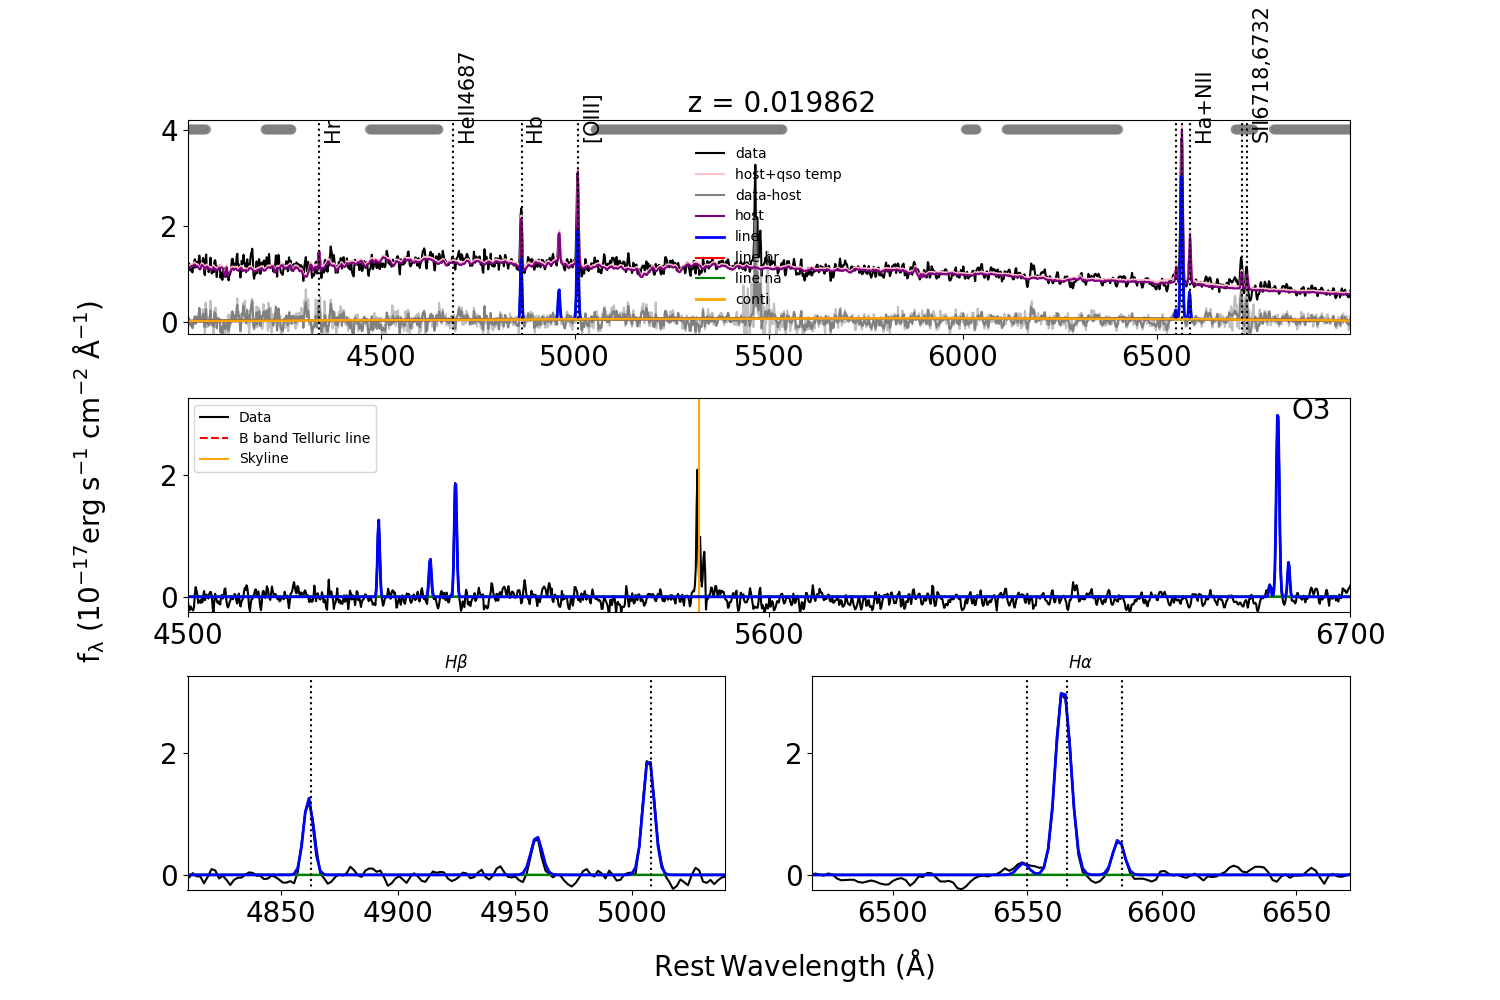 z = 0.019862
Hr
HeII4687
Hb
[OIII]
Ha+NII
SII6718,6732
data
host+qso temp
data-host
host
line
line br
line na
conti
4
2
0
4500 5000 5500 6000 6500
Data
B band Telluric line
Skyline
O3
2
0
4500 5600 6700
fλ (10−17erg s−1 cm−2 Å−1)
Hβ
2
0
4850 4900 4950 5000
Hα
2
0
6500 6550 6600 6650
Rest Wavelength (Å)